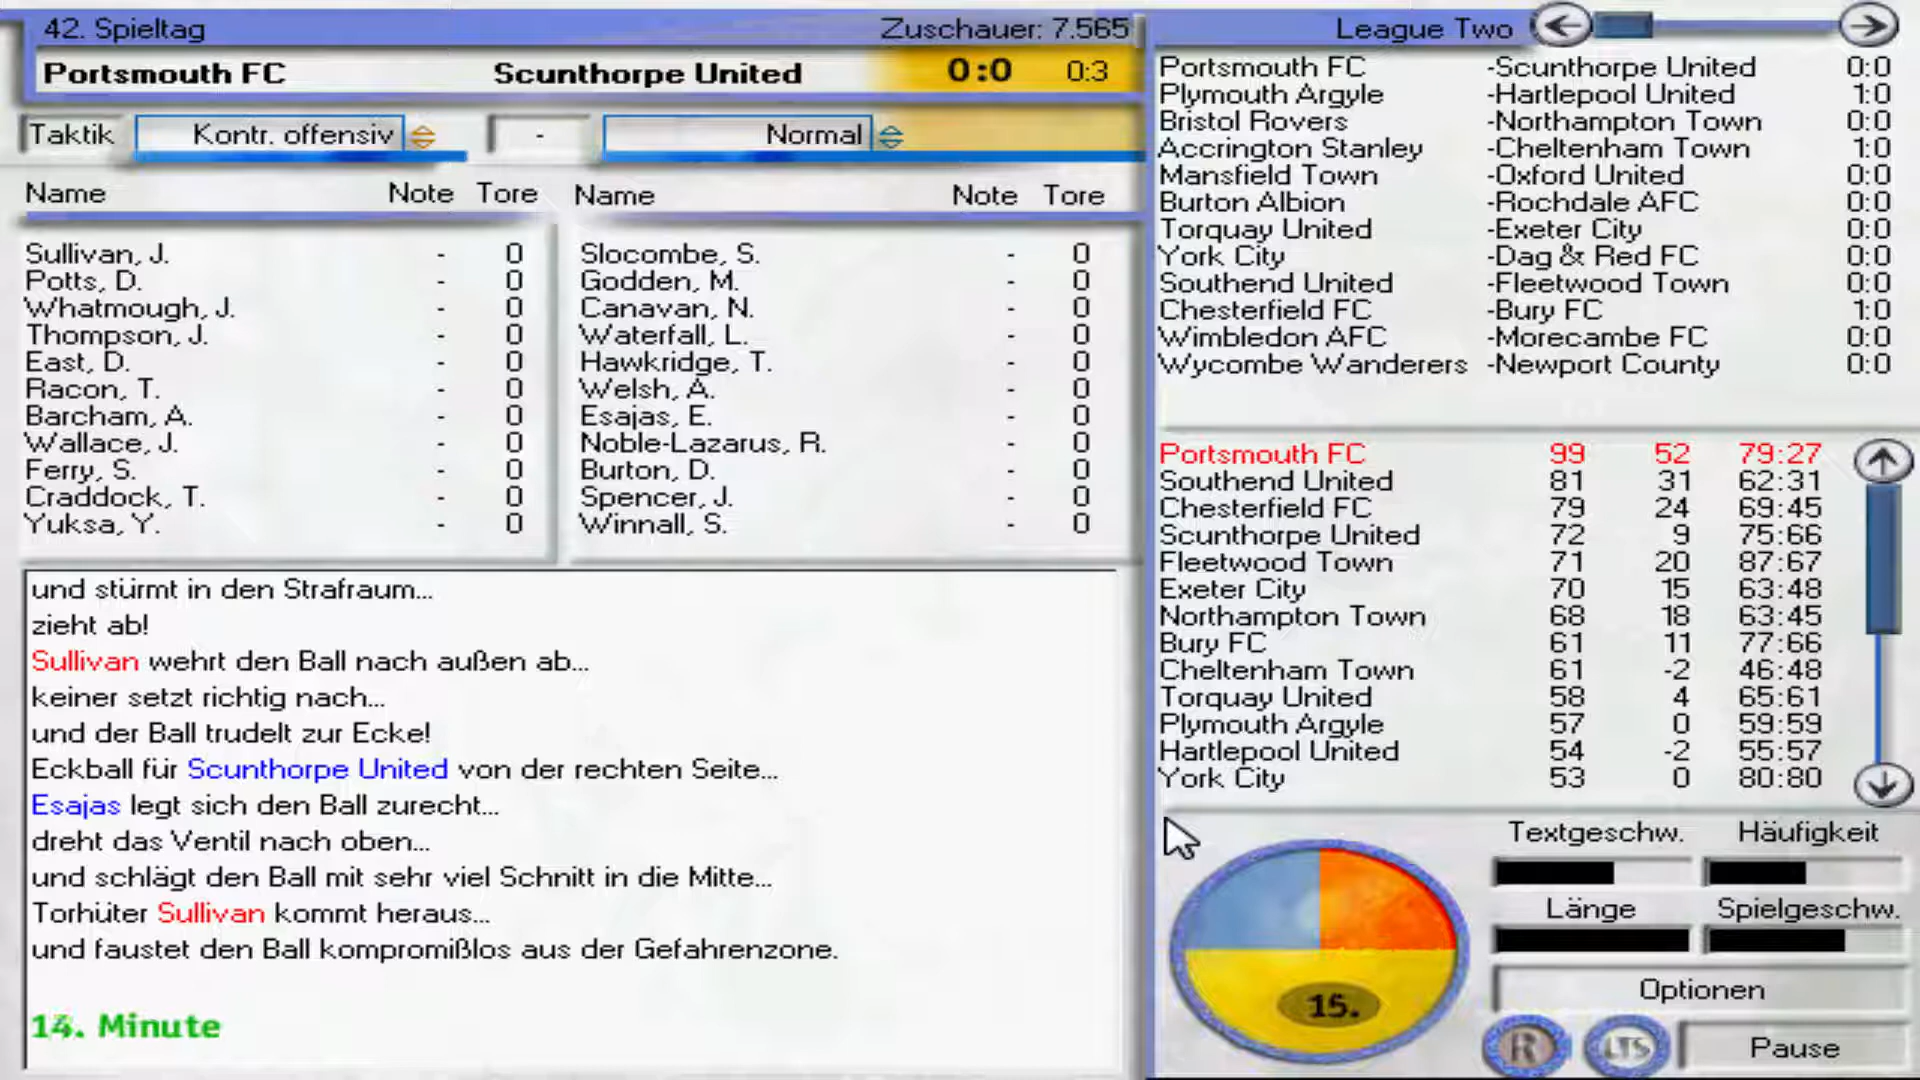 42. Spieltag Zuschauer: 7.565
Portsmouth FC Scunthorpe United 0:0 0:3
Taktik Kontr. offensiv - Normal
Name Note Tore Name Note Tore
Sullivan, J. - 0 Slocombe, S. - 0
Potts, D. - 0 Godden, M. - 0
Whatmough, J. - 0 Canavan, N. - 0
Thompson, J. - 0 Waterfall, L. - 0
East, D. - 0 Hawkridge, T. - 0
Racon, T. - 0 Welsh, A. - 0
Barcham, A. - 0 Esajas, E. - 0
Wallace, J. - 0 Noble-Lazarus, R. - 0
Ferry, S. - 0 Burton, D. - 0
Craddock, T. - 0 Spencer, J. - 0
Yuksa, Y. - 0 Winnall, S. - 0
und stürmt in den Strafraum...
zieht ab!
Sullivan wehrt den Ball nach außen ab...
keiner setzt richtig nach...
und der Ball trudelt zur Ecke!
Eckball für Scunthorpe United von der rechten Seite...
Esajas legt sich den Ball zurecht...
dreht das Ventil nach oben...
und schlägt den Ball mit sehr viel Schnitt in die Mitte...
Torhüter Sullivan kommt heraus...
und faustet den Ball kompromißlos aus der Gefahrenzone.
14. Minute
League Two
Portsmouth FC -Scunthorpe United 0:0
Plymouth Argyle -Hartlepool United 1:0
Bristol Rovers -Northampton Town 0:0
Accrington Stanley -Cheltenham Town 1:0
Mansfield Town -Oxford United 0:0
Burton Albion -Rochdale AFC 0:0
Torquay United -Exeter City 0:0
York City -Dag & Red FC 0:0
Southend United -Fleetwood Town 0:0
Chesterfield FC -Bury FC 1:0
Wimbledon AFC -Morecambe FC 0:0
Wycombe Wanderers -Newport County 0:0
Portsmouth FC 99 52 79:27
Southend United 81 31 62:31
Chesterfield FC 79 24 69:45
Scunthorpe United 72 9 75:66
Fleetwood Town 71 20 87:67
Exeter City 70 15 63:48
Northampton Town 68 18 63:45
Bury FC 61 11 77:66
Cheltenham Town 61 -2 46:48
Torquay United 58 4 65:61
Plymouth Argyle 57 0 59:59
Hartlepool United 54 -2 55:57
York City 53 0 80:80
Textgeschw. Häufigkeit
Länge Spielgeschw.
15.
Optionen
R LTS Pause